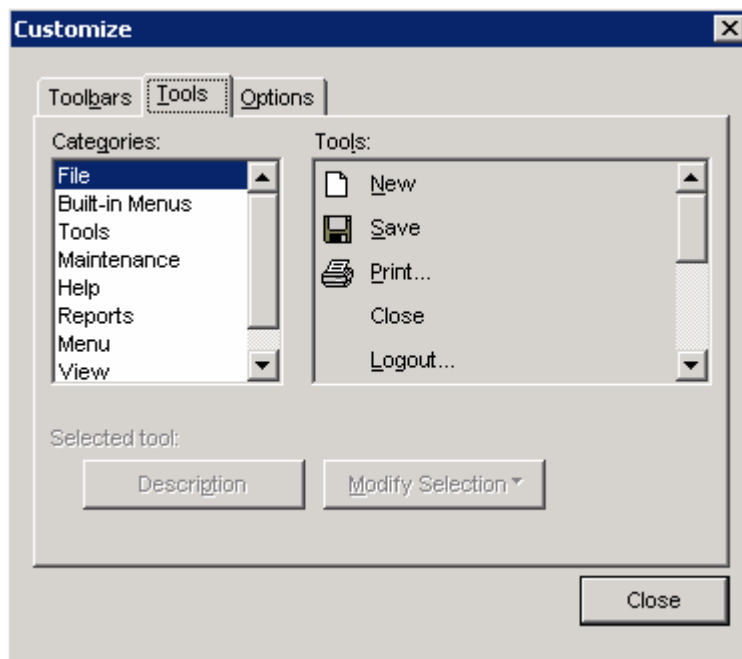 Customize
Toolbars Tools Options
Categories:
File
Built-in Menus
Tools
Maintenance
Help
Reports
Menu
View
Tools:
New
Save
Print...
Close
Logout...
Selected tool:
Description Modify Selection
Close